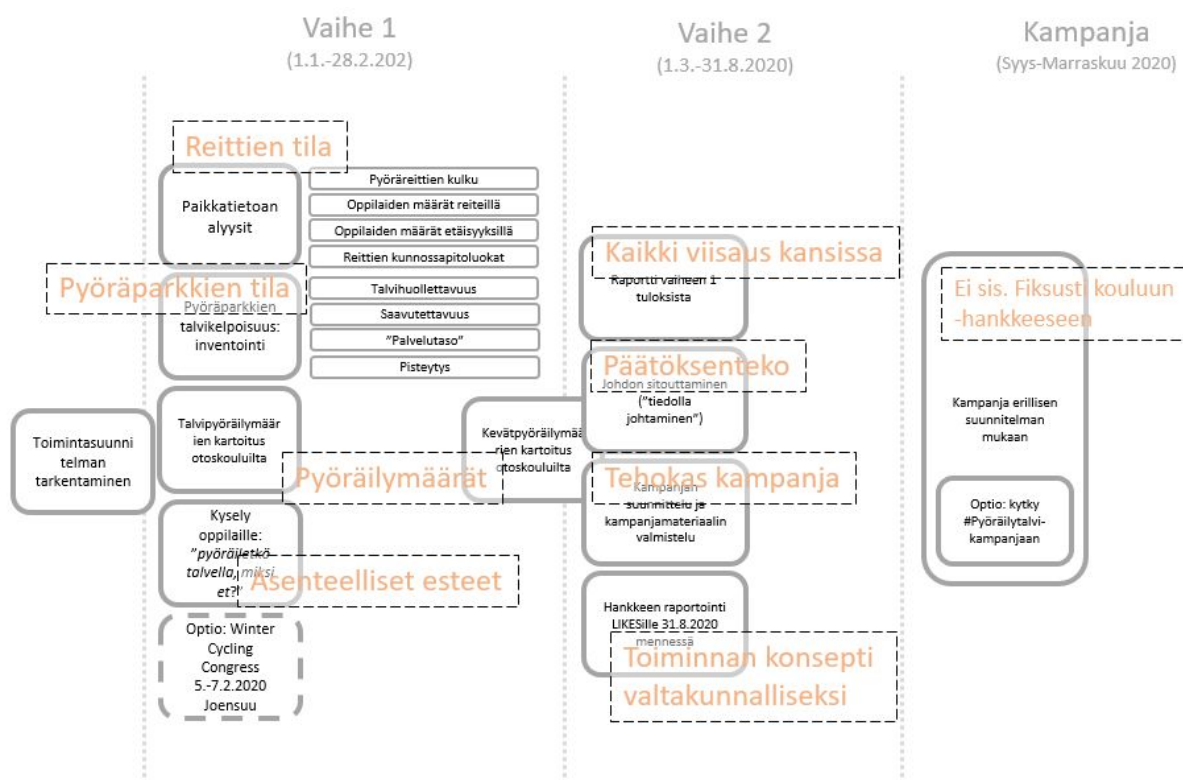 Vaihe 1
(1.1.-28.2.202)
Vaihe 2
(1.3.-31.8.2020)
Kampanja
(Syys-Marraskuu 2020)
Toimintasuunni
telman
tarkentaminen
Reittien tila
Paikkatietoan
alyysit
Pyöräreittien kulku
Oppilaiden määrät reiteillä
Oppilaiden määrät etäisyyksillä
Reittien kunnossapitoluokat
Pyöräparkkien tila
Pyöräparkkien
talvikelpoisuus:
inventointi
Talvihuollettavuus
Saavutettavuus
”Palvelutaso”
Pisteytys
Talvipyöräilymäär
ien kartoitus
otoskouluilta
Pyöräilymäärät
Kysely
oppilaille:
”pyöräiletkö
talvella, miksi
et?”
Asenteelliset esteet
Optio: Winter
Cycling
Congress
5.-7.2.2020
Joensuu
Kevätpyöräilymää
rien kartoitus
otoskouluilta
Kaikki viisaus kansissa
Raportti vaiheen 1
tuloksista
Päätöksenteko
Johdon sitouttaminen
(”tiedolla
johtaminen”)
Tehokas kampanja
Kampanjan
suunnittelu ja
kampanjamateriaalin
valmistelu
Hankkeen raportointi
LIKESille 31.8.2020
mennessä
Toiminnan konsepti
valtakunnalliseksi
Ei sis. Fiksusti kouluun
-hankkeeseen
Kampanja erillisen
suunnitelman
mukaan
Optio: kytky
#Pyöräilytalvi-
kampanjaan